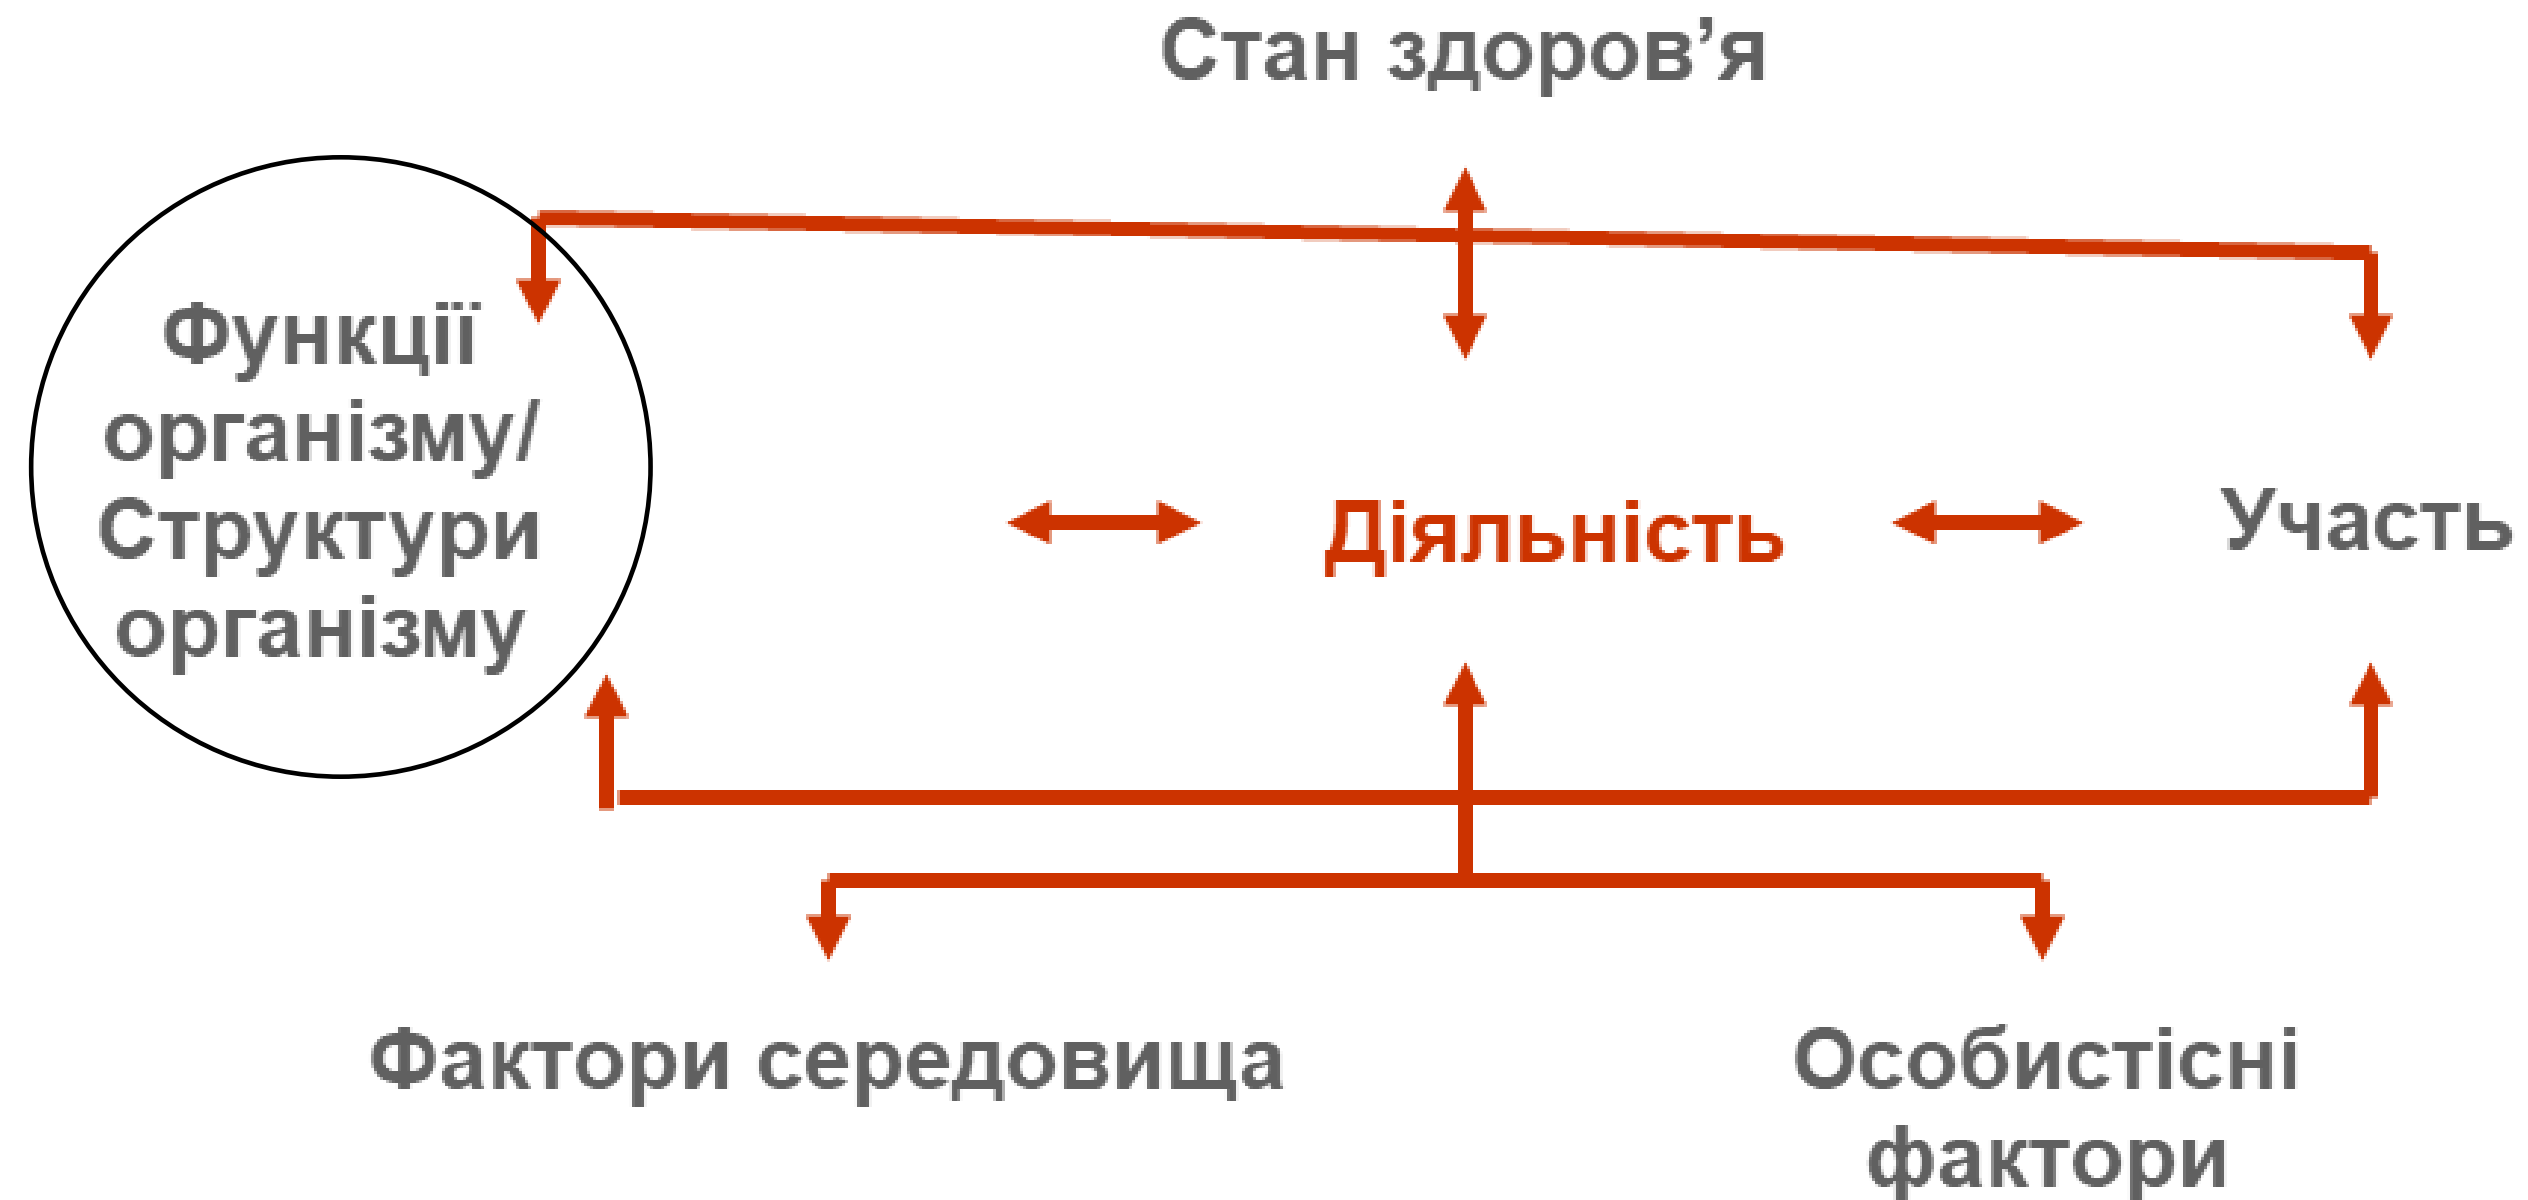 Стан здоров’я
Функції
організму/
Структури
організму
Діяльність
Участь
Фактори середовища
Особистісні
фактори